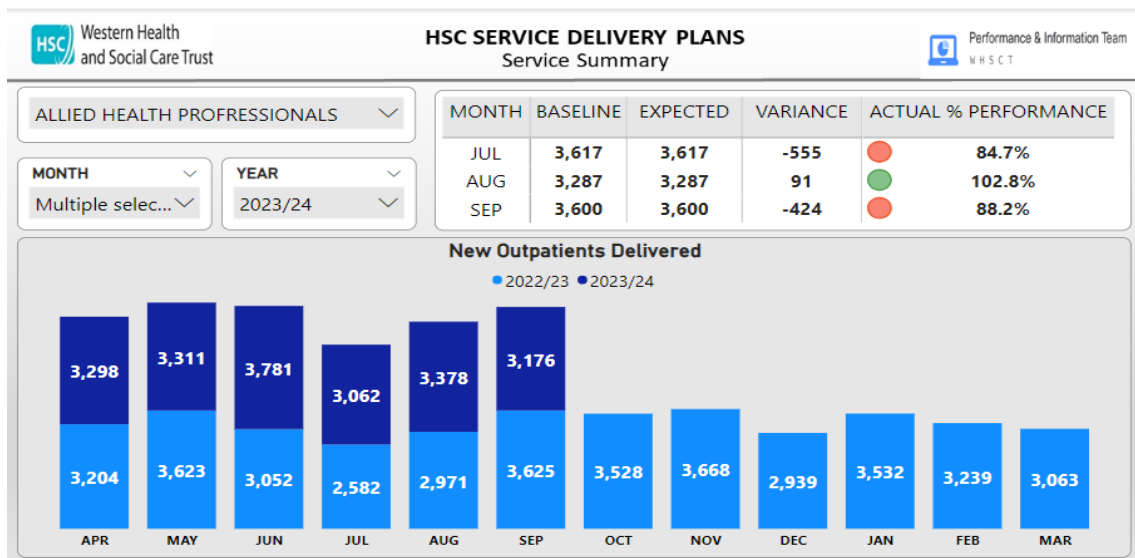 HSC
Western Health
and Social Care Trust
HSC SERVICE DELIVERY PLANS
Service Summary
Performance & Information Team
WHSCT
ALLIED HEALTH PROFRESSIONALS
MONTH
Multiple selec...
YEAR
2023/24
MONTH BASELINE EXPECTED VARIANCE ACTUAL % PERFORMANCE
JUL 3,617 3,617 -555 84.7%
AUG 3,287 3,287 91 102.8%
SEP 3,600 3,600 -424 88.2%
New Outpatients Delivered
2022/23 2023/24
3,298 3,311 3,781 3,062 3,378 3,176
3,204 3,623 3,052 2,582 2,971 3,625 3,528 3,668 2,939 3,532 3,239 3,063
APR MAY JUN JUL AUG SEP OCT NOV DEC JAN FEB MAR